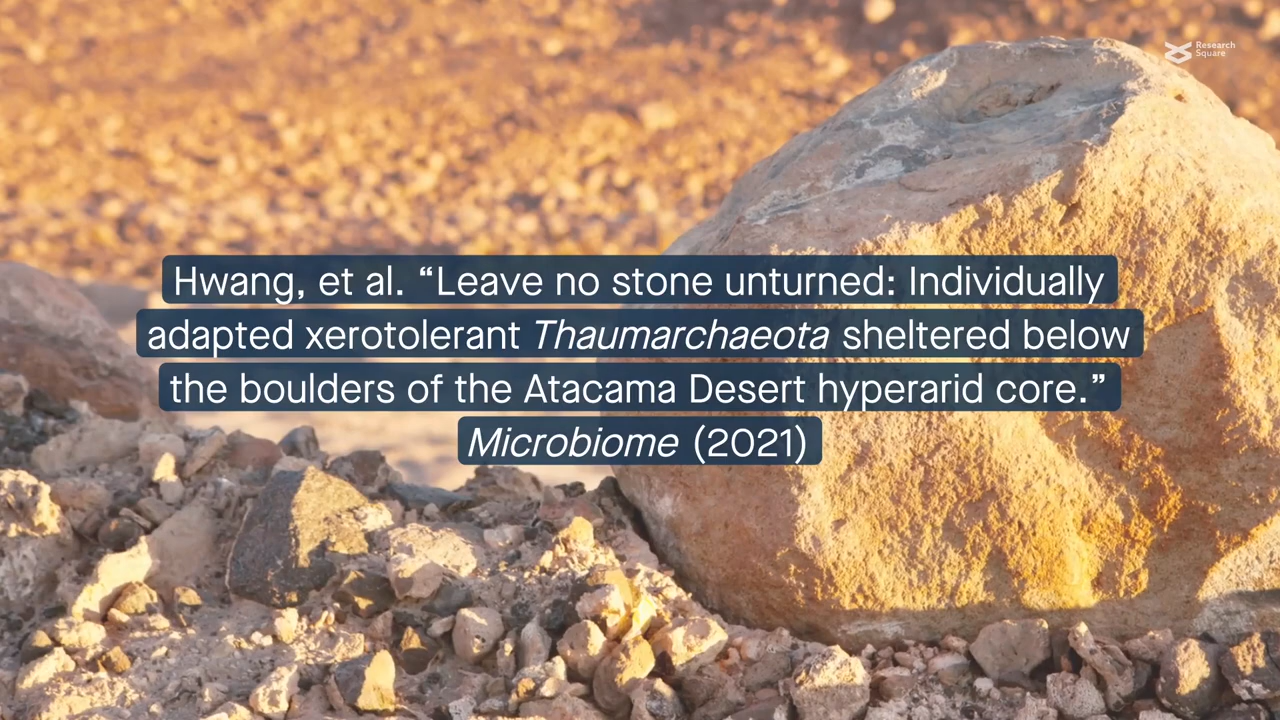 Research
Square
Hwang, et al. “Leave no stone unturned: Individually
adapted xerotolerant Thaumarchaeota sheltered below
the boulders of the Atacama Desert hyperarid core.”
Microbiome (2021)